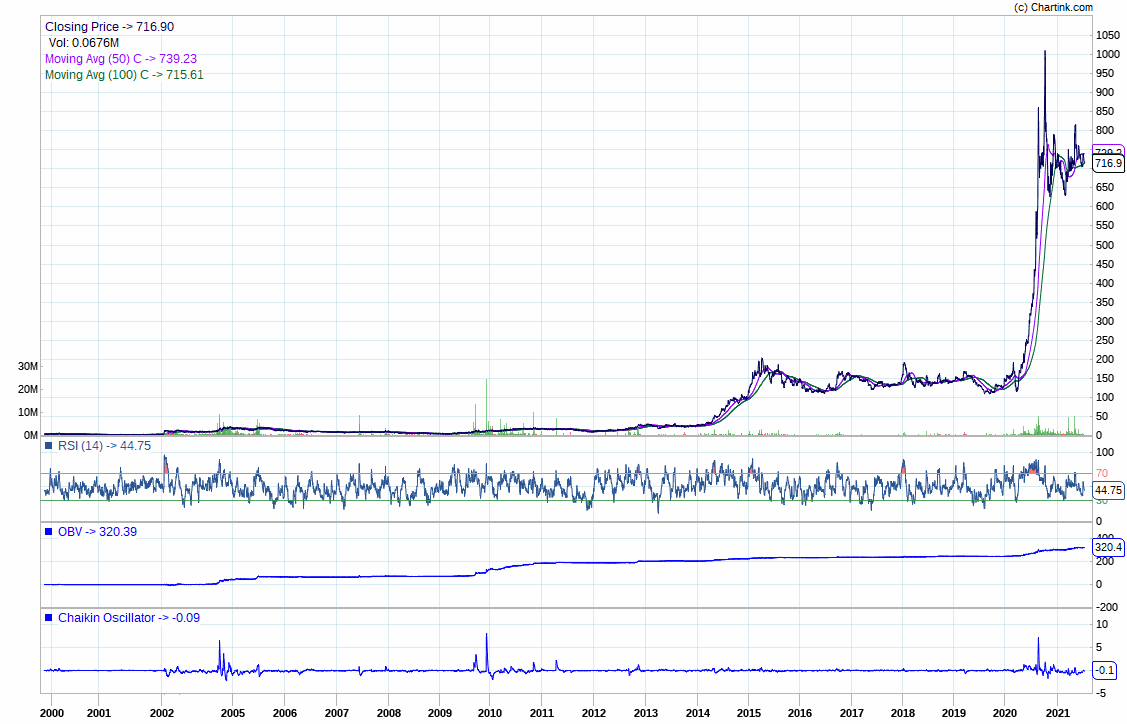 (c) Chartink.com
Closing Price -> 716.90
Vol: 0.0676M
Moving Avg (50) C -> 739.23
Moving Avg (100) C -> 715.61
1050
1000
950
900
850
800
739.2
716.9
650
600
550
500
450
400
350
300
250
200
150
100
50
0
30M
20M
10M
0M
RSI (14) -> 44.75
100
70
44.75
30
0
OBV -> 320.39
400
320.4
200
0
-200
Chaikin Oscillator -> -0.09
10
5
-0.1
-5
2000 2001 2002 2005 2006 2007 2008 2009 2010 2011 2012 2013 2014 2015 2016 2017 2018 2019 2020 2021